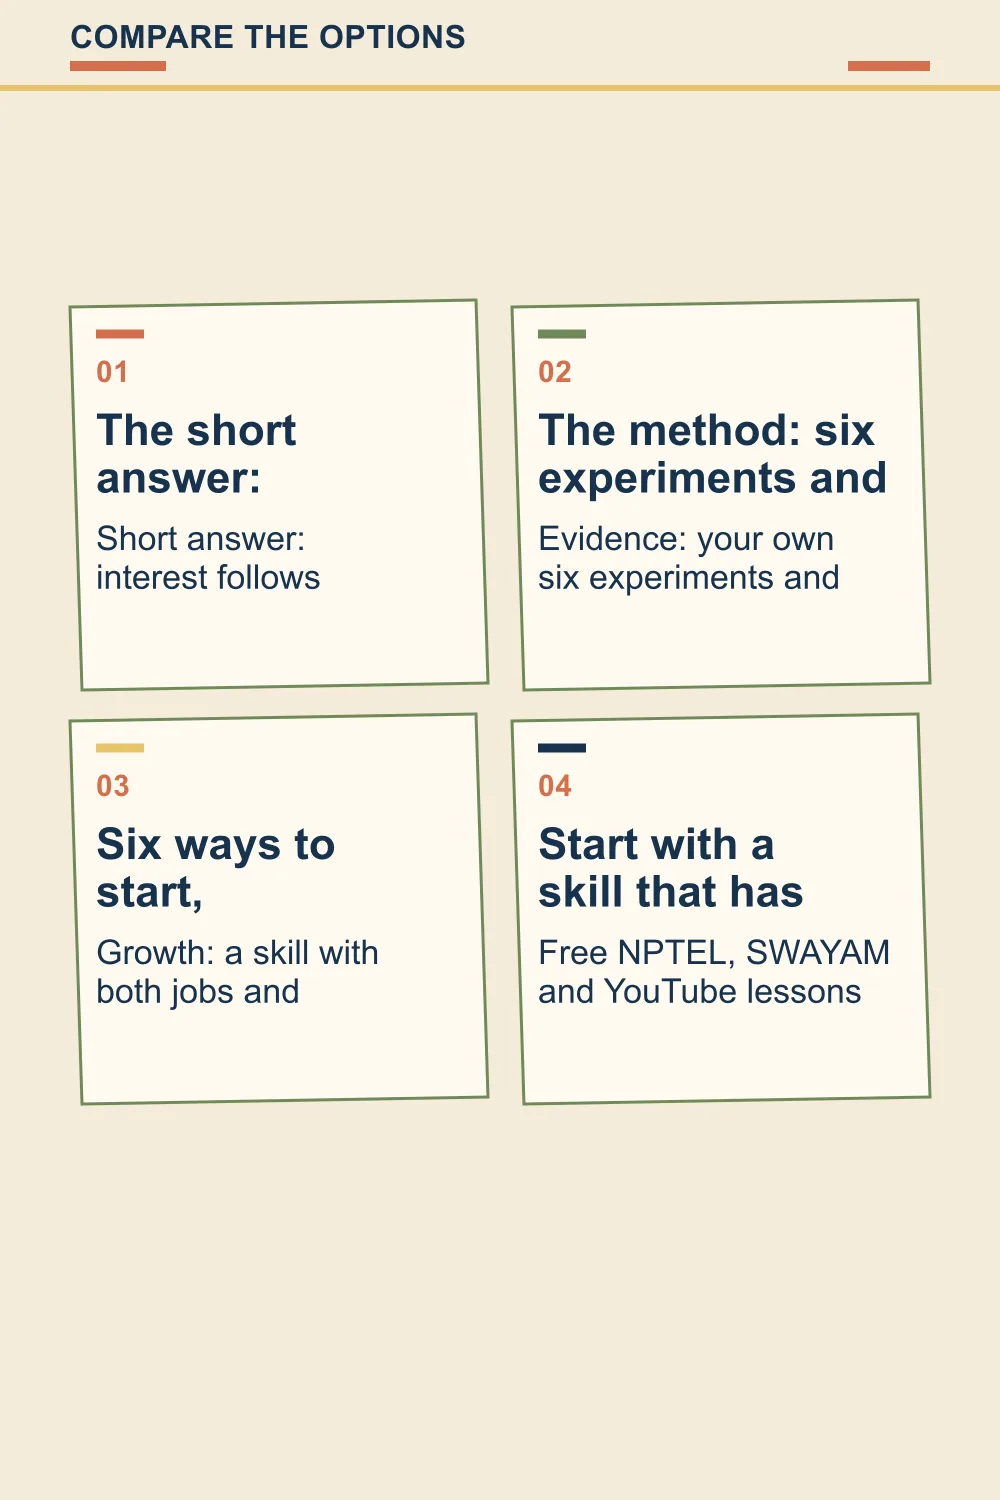 COMPARE THE OPTIONS
01
The short
answer:
Short answer:
interest follows
02
The method: six
experiments and
Evidence: your own
six experiments and
03
Six ways to
start,
Growth: a skill with
both jobs and
04
Start with a
skill that has
Free NPTEL, SWAYAM
and YouTube lessons